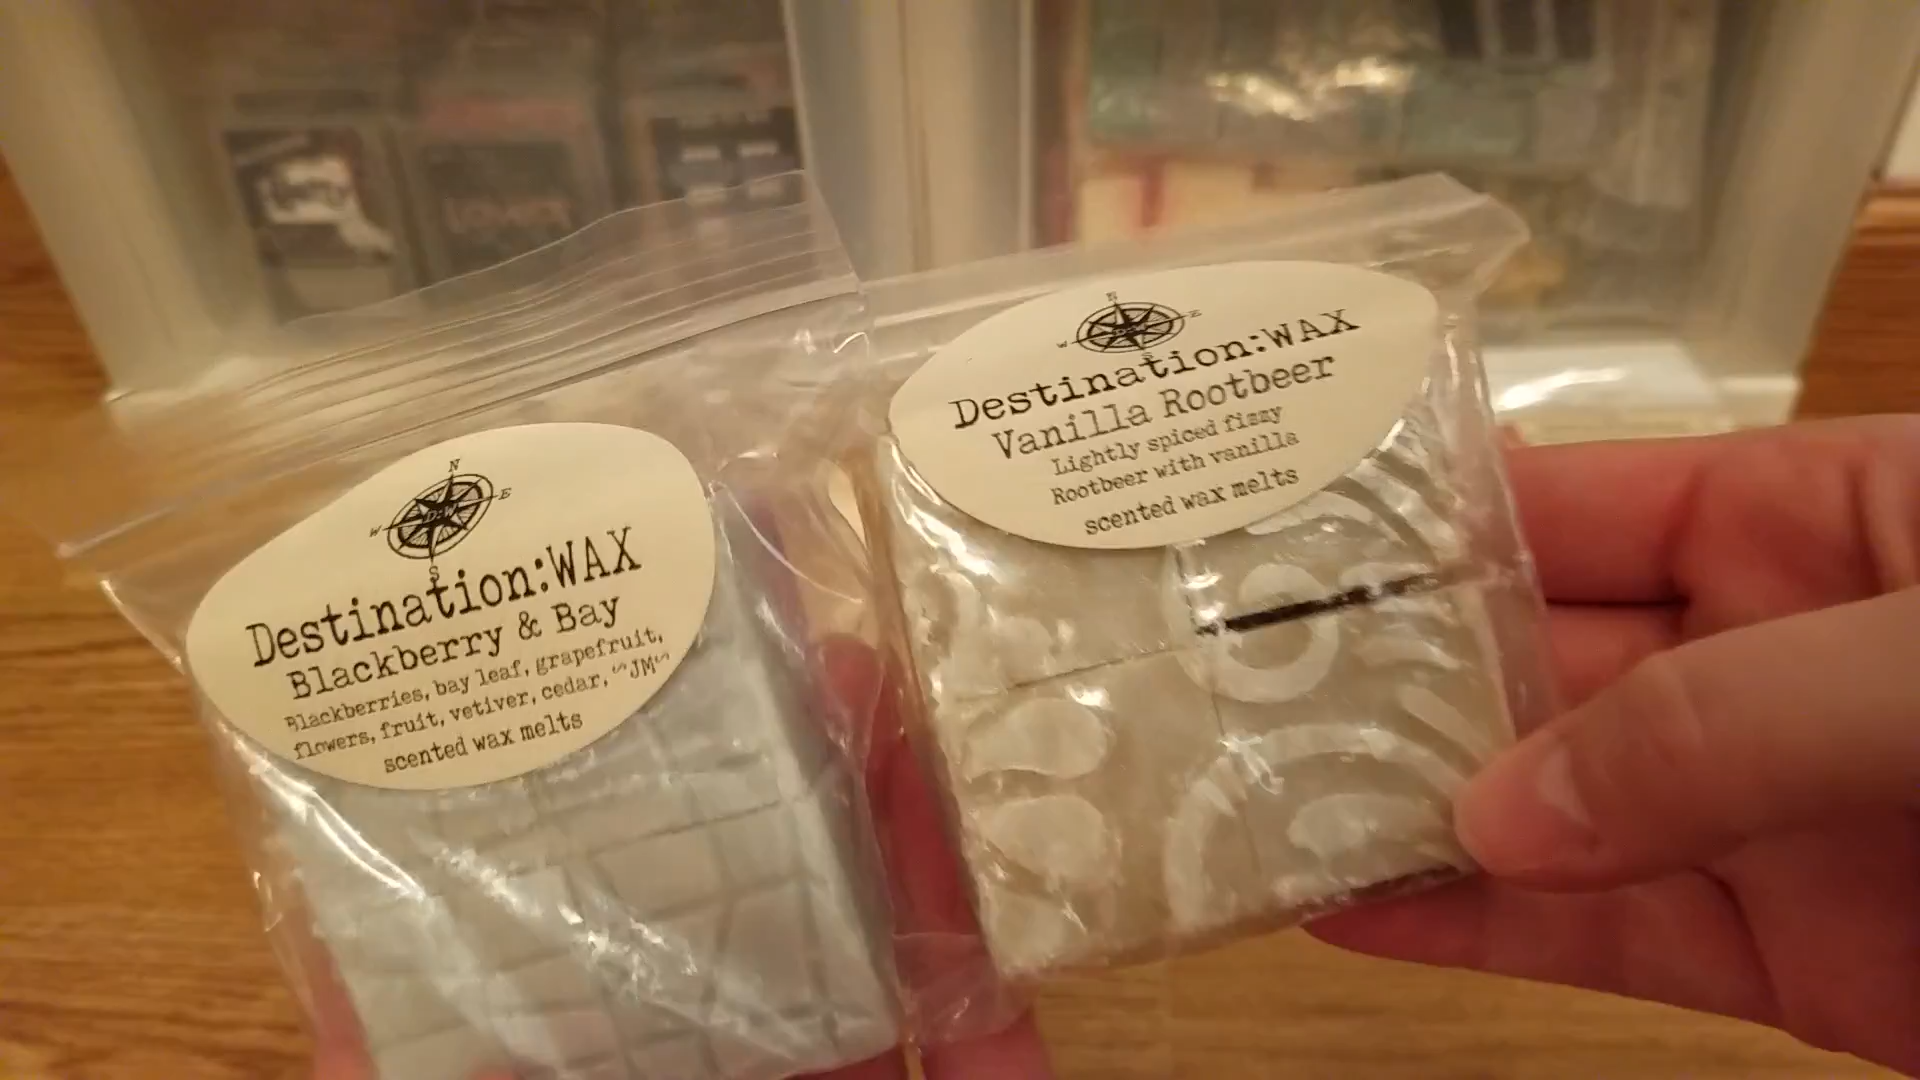 N
W E
D:W
S
Destination:WAX
Blackberry & Bay
Blackberries, bay leaf, grapefruit,
flowers, fruit, vetiver, cedar, ~JM~
scented wax melts
N
W E
S
Destination:WAX
Vanilla Rootbeer
Lightly spiced fizzy
Rootbeer with vanilla
scented wax melts